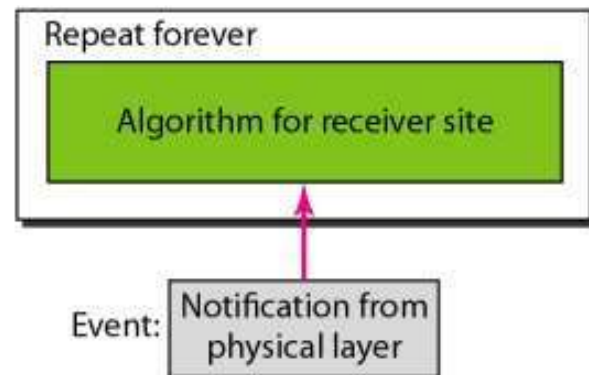 Repeat forever
Algorithm for receiver site
Event:
Notification from
physical layer